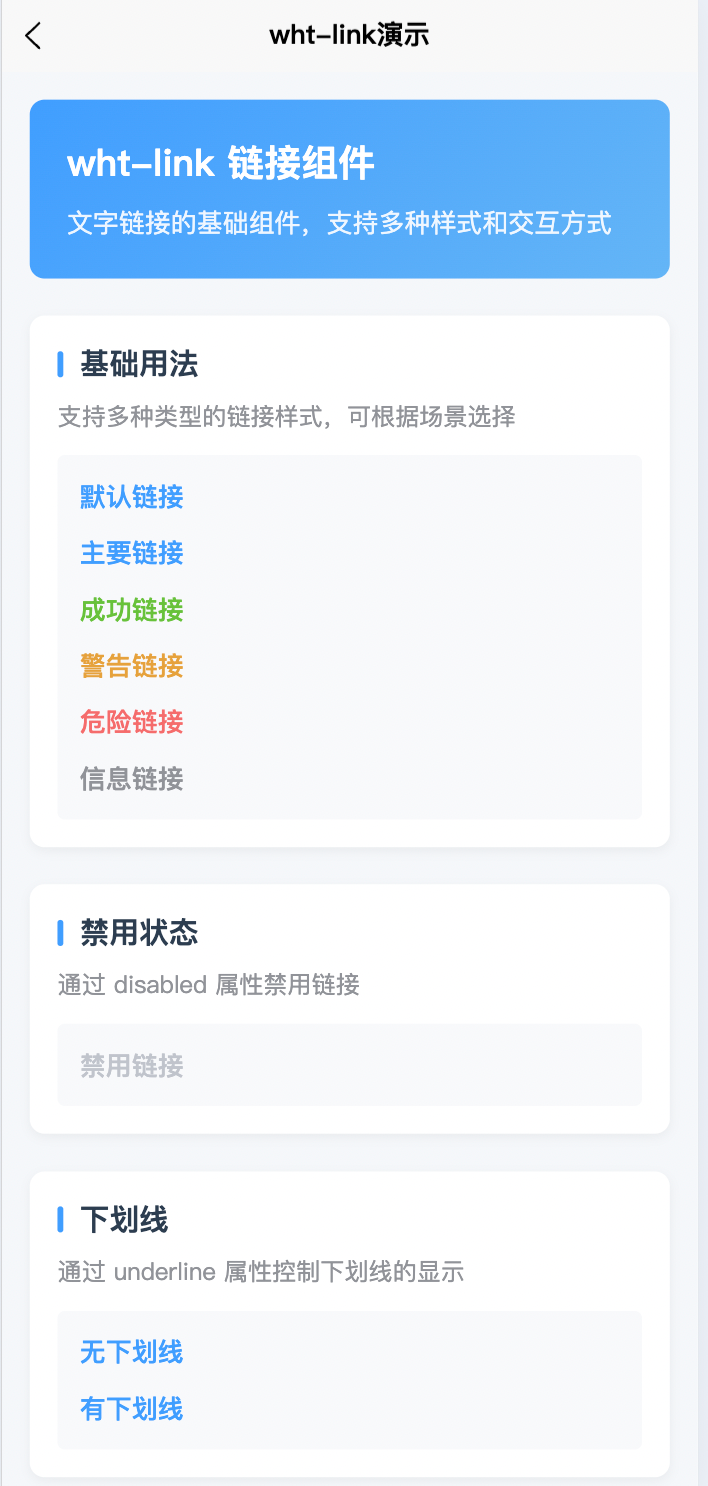 wht-link演示
wht-link 链接组件
文字链接的基础组件，支持多种样式和交互方式
基础用法
支持多种类型的链接样式，可根据场景选择
默认链接
主要链接
成功链接
警告链接
危险链接
信息链接
禁用状态
通过 disabled 属性禁用链接
禁用链接
下划线
通过 underline 属性控制下划线的显示
无下划线
有下划线